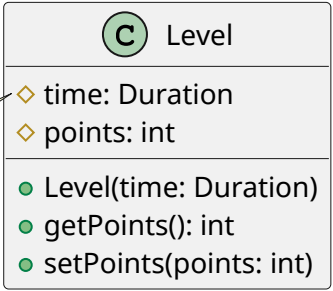 C Level
time: Duration
points: int
Level(time: Duration)
getPoints(): int
setPoints(points: int)